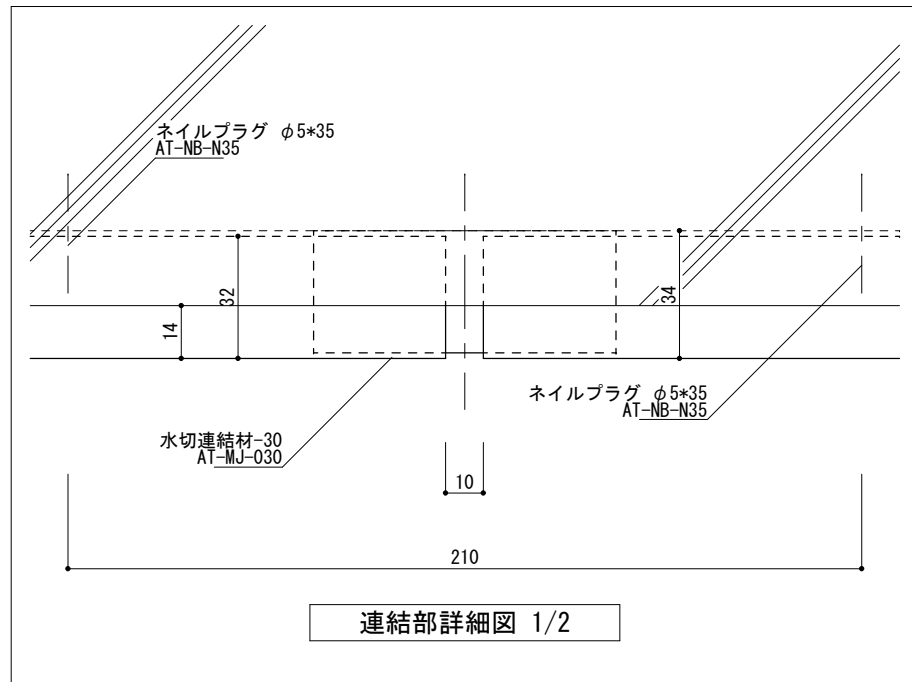 ネイルプラグ φ5*35
AT-NB-N35
32
34
14
ネイルプラグ φ5*35
AT-NB-N35
水切連結材-30
AT-MJ-030
10
210
連結部詳細図 1/2